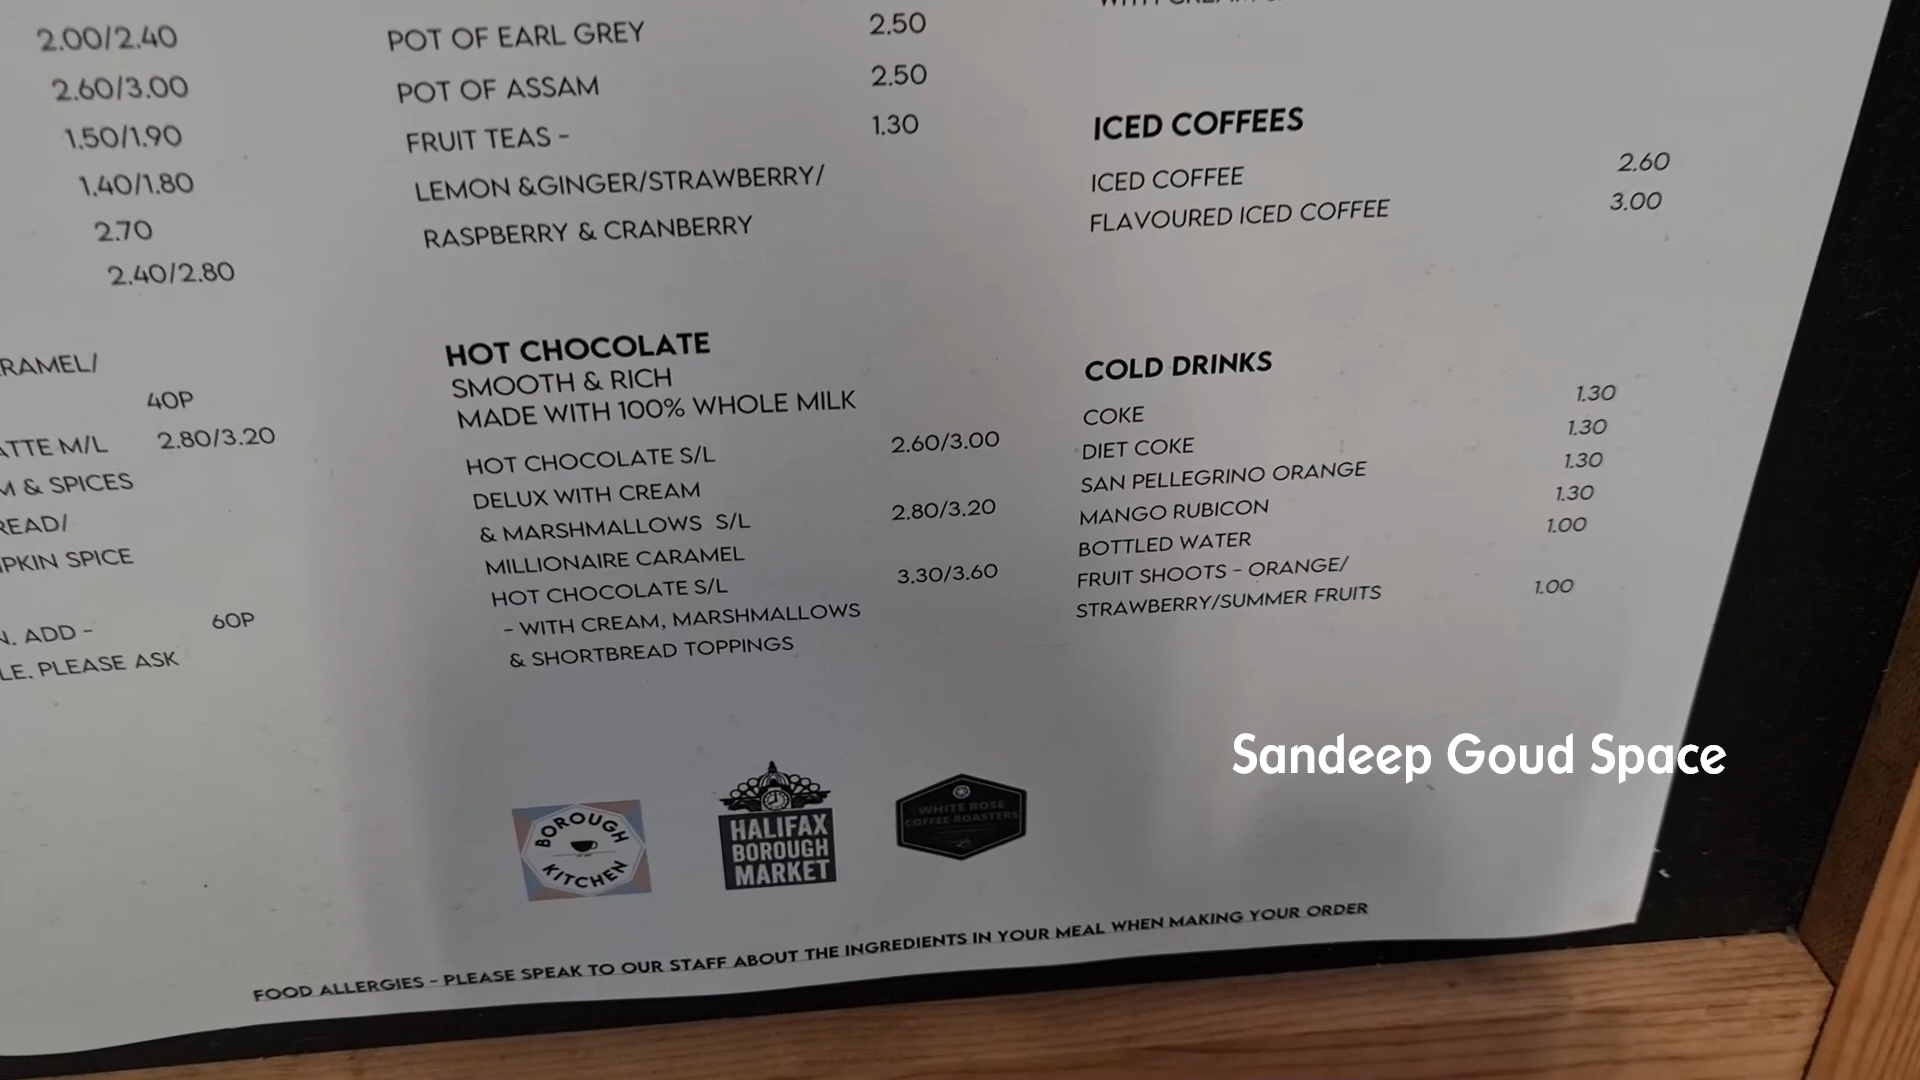 2.00/2.40
2.60/3.00
1.50/1.90
1.40/1.80
2.70
2.40/2.80
RAMEL/
40P
ATTE M/L 2.80/3.20
& SPICES
READ/
PKIN SPICE
ADD - 60P
LE. PLEASE ASK
POT OF EARL GREY 2.50
POT OF ASSAM 2.50
FRUIT TEAS - 1.30
LEMON &GINGER/STRAWBERRY/
RASPBERRY & CRANBERRY
HOT CHOCOLATE
SMOOTH & RICH
MADE WITH 100% WHOLE MILK
HOT CHOCOLATE S/L 2.60/3.00
DELUX WITH CREAM
& MARSHMALLOWS S/L 2.80/3.20
MILLIONAIRE CARAMEL
HOT CHOCOLATE S/L 3.30/3.60
- WITH CREAM, MARSHMALLOWS
& SHORTBREAD TOPPINGS
ICED COFFEES
ICED COFFEE 2.60
FLAVOURED ICED COFFEE 3.00
COLD DRINKS
COKE 1.30
DIET COKE 1.30
SAN PELLEGRINO ORANGE 1.30
MANGO RUBICON 1.30
BOTTLED WATER 1.00
FRUIT SHOOTS - ORANGE/
STRAWBERRY/SUMMER FRUITS 1.00
Sandeep Goud Space
BOROUGH
KITCHEN
HALIFAX
BOROUGH
MARKET
WHITE ROSE
COFFEE ROASTERS
FOOD ALLERGIES - PLEASE SPEAK TO OUR STAFF ABOUT THE INGREDIENTS IN YOUR MEAL WHEN MAKING YOUR ORDER